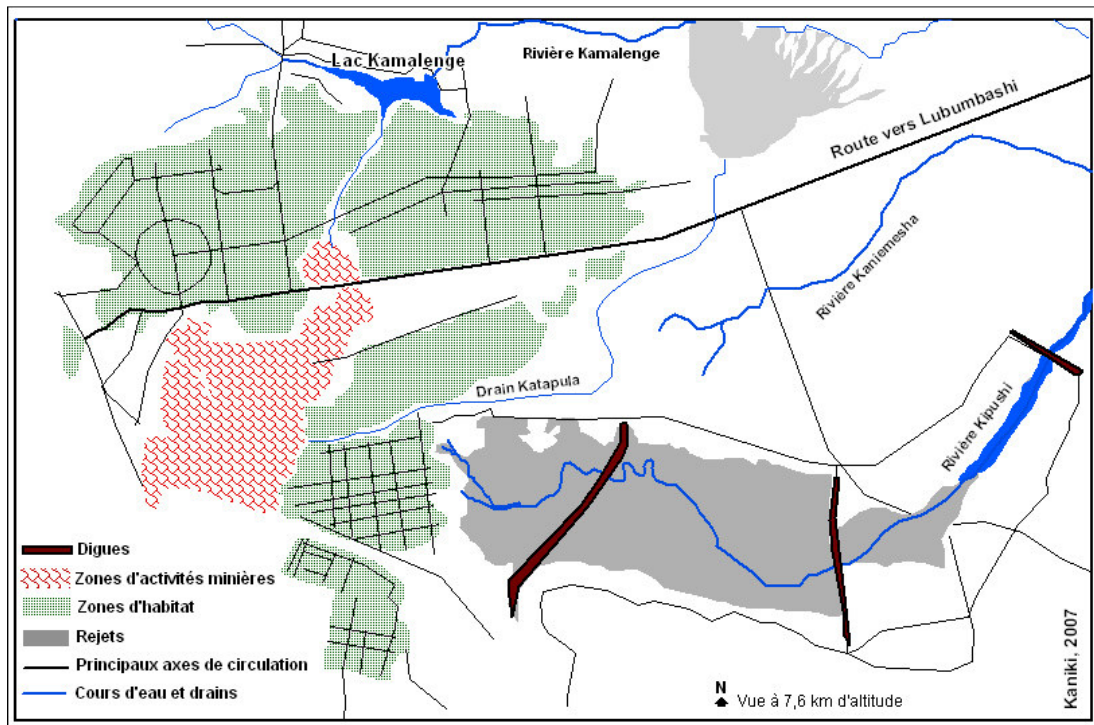 Lac Kamalenge
Rivière Kamalenge
Route vers Lubumbashi
Rivière Kaniemesha
Drain Katapula
Rivière Kipushi
Digues
Zones d'activités minières
Zones d'habitat
Rejets
Principaux axes de circulation
Cours d'eau et drains
N
Vue à 7,6 km d'altitude
Kaniki, 2007